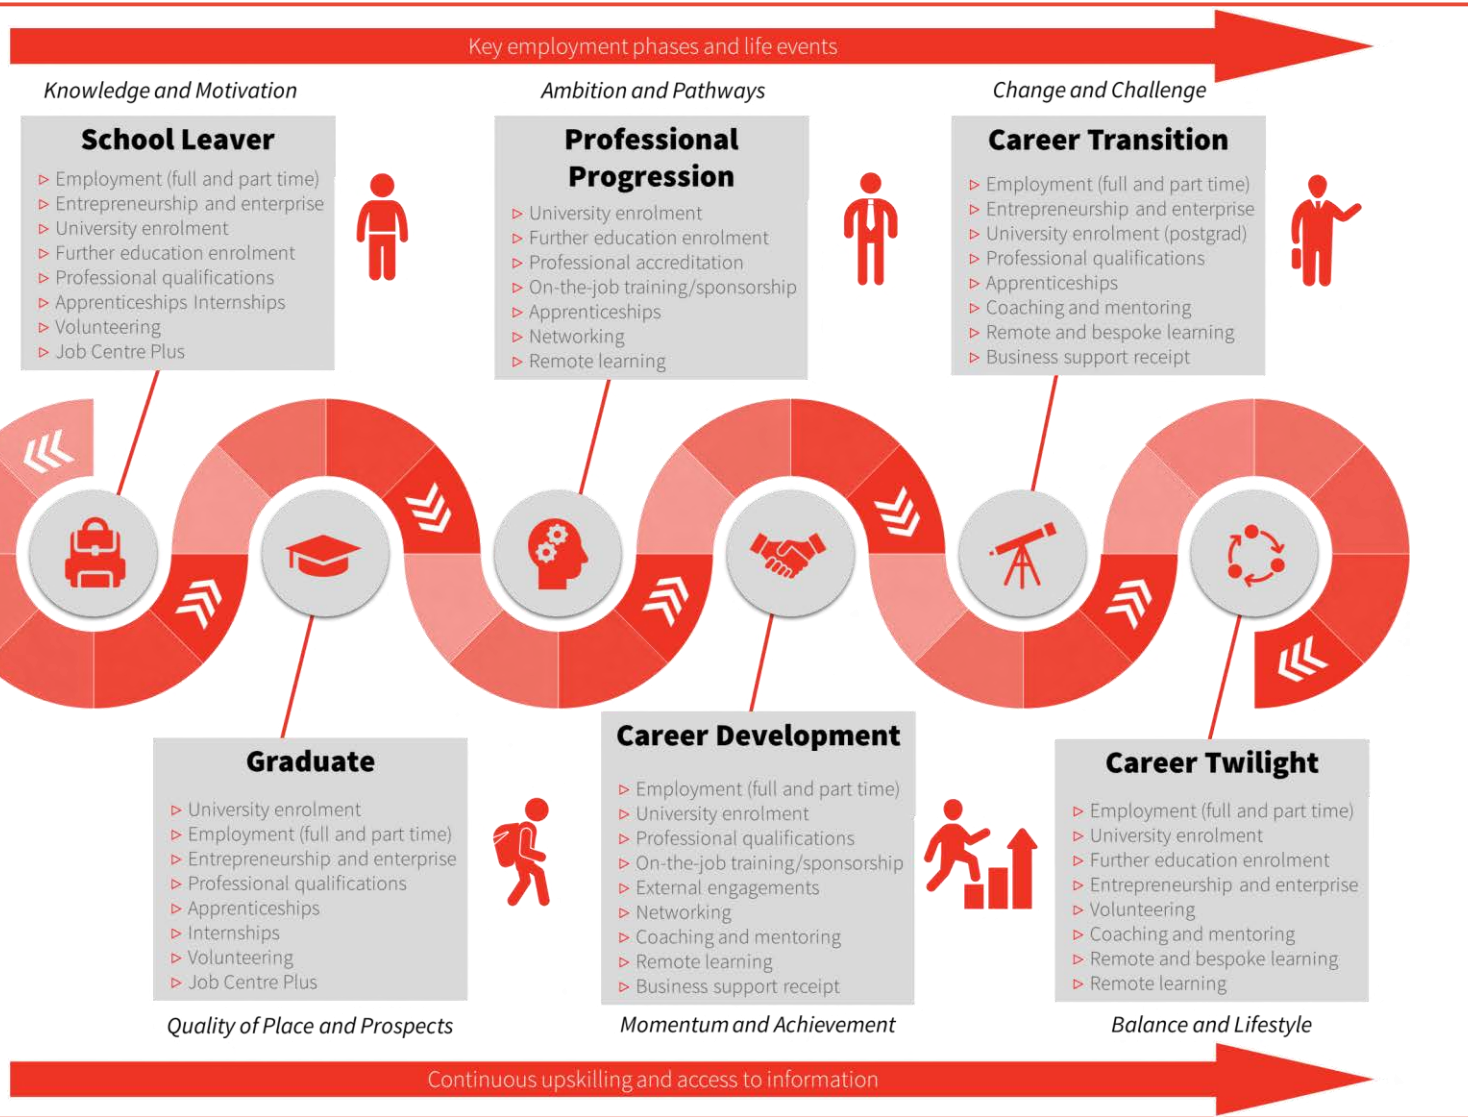 Key employment phases and life events
Knowledge and Motivation
School Leaver
Employment (full and part time)
Entrepreneurship and enterprise
University enrolment
Further education enrolment
Professional qualifications
Apprenticeships Internships
Volunteering
Job Centre Plus
Ambition and Pathways
Professional
Progression
University enrolment
Further education enrolment
Professional accreditation
On-the-job training/sponsorship
Apprenticeships
Networking
Remote learning
Change and Challenge
Career Transition
Employment (full and part time)
Entrepreneurship and enterprise
University enrolment (postgrad)
Professional qualifications
Apprenticeships
Coaching and mentoring
Remote and bespoke learning
Business support receipt
Graduate
University enrolment
Employment (full and part time)
Entrepreneurship and enterprise
Professional qualifications
Apprenticeships
Internships
Volunteering
Job Centre Plus
Quality of Place and Prospects
Career Development
Employment (full and part time)
University enrolment
Professional qualifications
On-the-job training/sponsorship
External engagements
Networking
Coaching and mentoring
Remote learning
Business support receipt
Momentum and Achievement
Career Twilight
Employment (full and part time)
University enrolment
Further education enrolment
Entrepreneurship and enterprise
Volunteering
Coaching and mentoring
Remote and bespoke learning
Remote learning
Balance and Lifestyle
Continuous upskilling and access to information